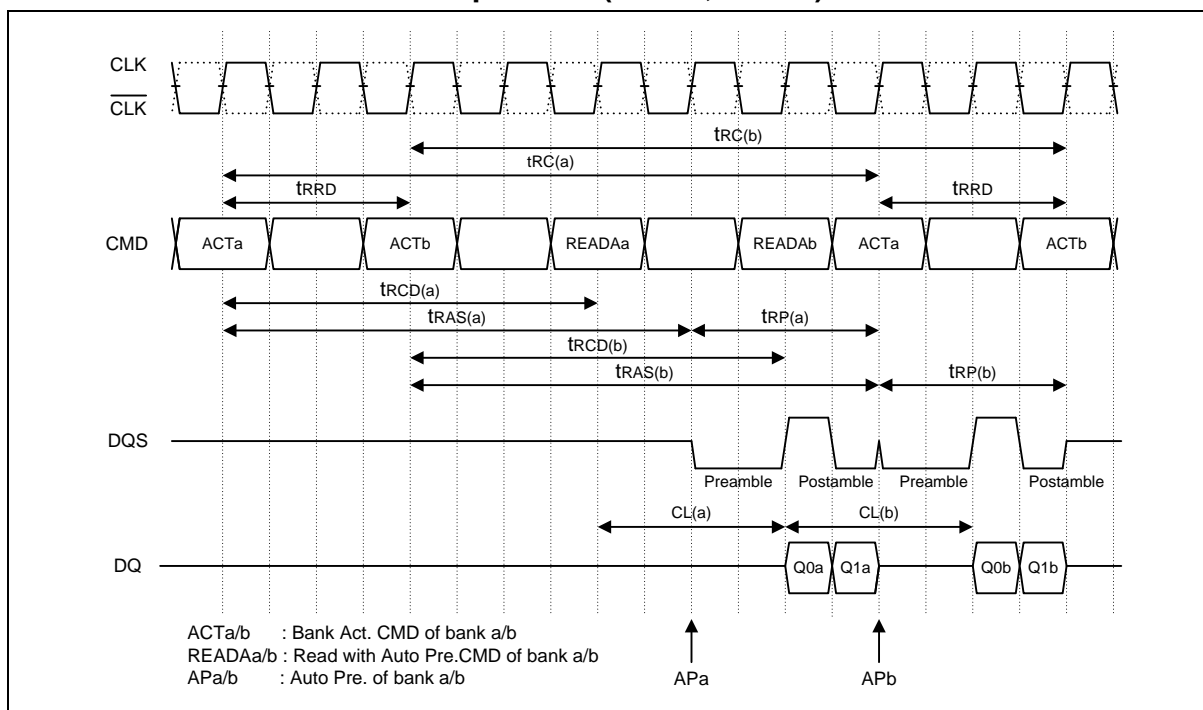 CLK
CLK
tRC(b)
tRC(a)
tRRD
tRRD
CMD
ACTa
ACTb
READAa
READAb
ACTa
ACTb
tRCD(a)
tRAS(a)
tRP(a)
tRCD(b)
tRAS(b)
tRP(b)
DQS
Preamble
Postamble
Preamble
Postamble
CL(a)
CL(b)
DQ
Q0a
Q1a
Q0b
Q1b
ACTa/b : Bank Act. CMD of bank a/b
READAa/b : Read with Auto Pre.CMD of bank a/b
APa/b : Auto Pre. of bank a/b
APa
APb